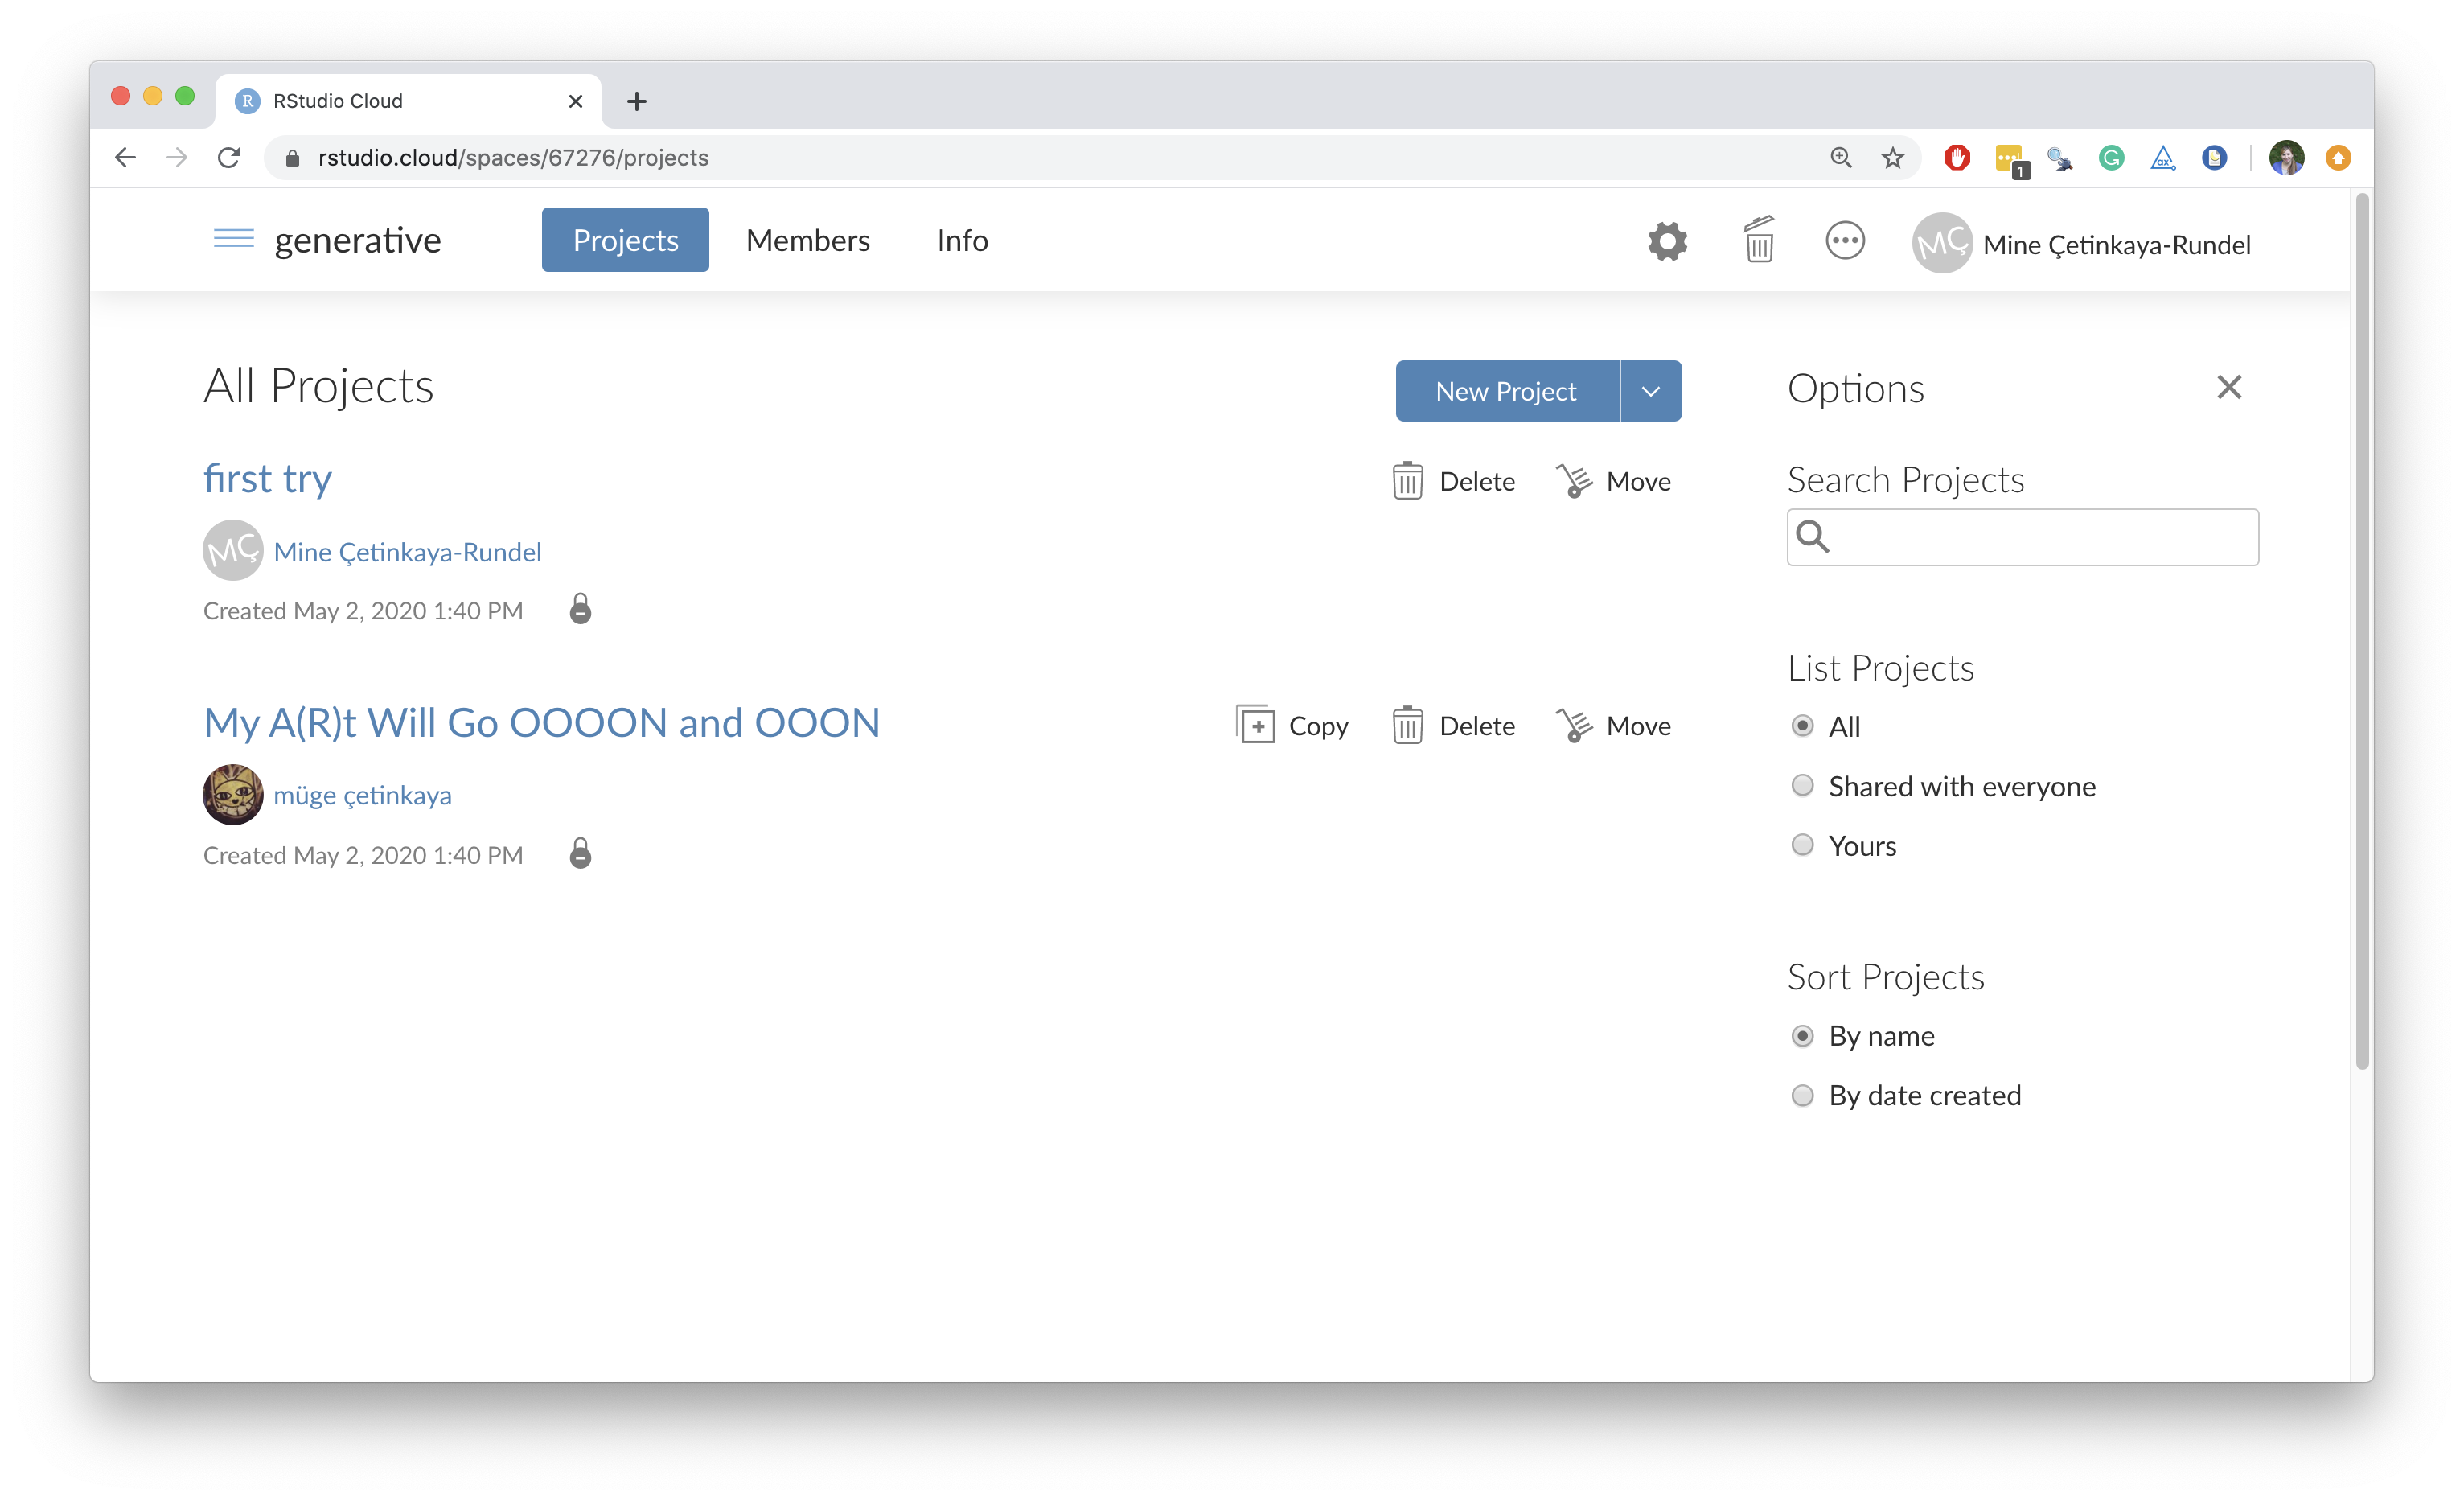 RStudio Cloud
rstudio.cloud/spaces/67276/projects
1
generative Projects Members Info MÇ Mine Çetinkaya-Rundel
All Projects New Project Options
first try Delete Move Search Projects
MÇ Mine Çetinkaya-Rundel
Created May 2, 2020 1:40 PM
List Projects
My A(R)t Will Go OOOON and OOON Copy Delete Move All
müge çetinkaya Shared with everyone
Created May 2, 2020 1:40 PM Yours
Sort Projects
By name
By date created